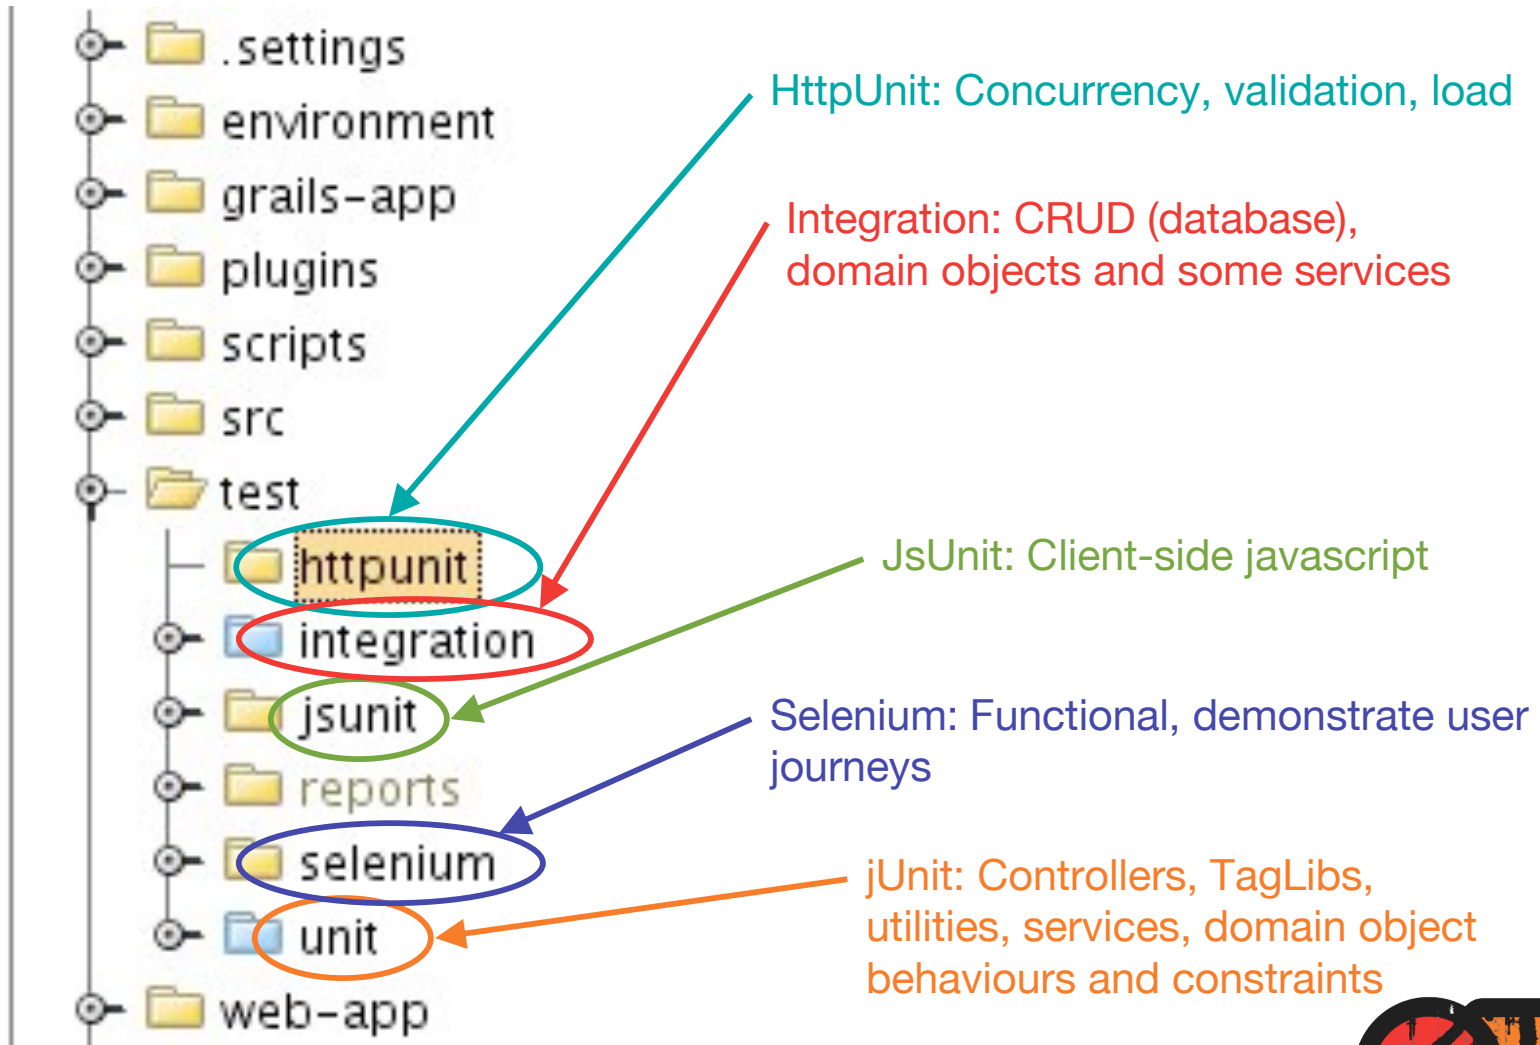 .settings
environment
grails-app
plugins
scripts
src
test
httpunit
integration
jsunit
reports
selenium
unit
web-app
HttpUnit: Concurrency, validation, load
Integration: CRUD (database),
domain objects and some services
JsUnit: Client-side javascript
Selenium: Functional, demonstrate user
journeys
jUnit: Controllers, TagLibs,
utilities, services, domain object
behaviours and constraints